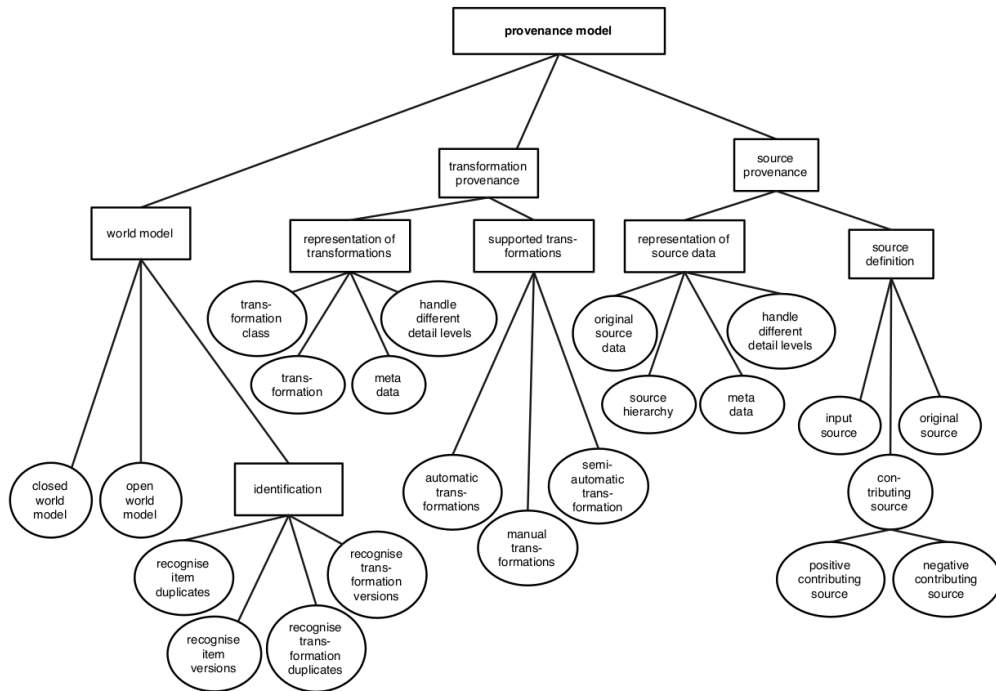 provenance model
transformation
provenance
source
provenance
world model
representation of
transformations
supported trans-
formations
representation of
source data
source
definition
trans-
formation
class
handle
different
detail levels
trans-
formation
meta
data
original
source
data
handle
different
detail levels
source
hierarchy
meta
data
input
source
original
source
closed
world
model
open
world
model
identification
automatic
trans-
formations
semi-
automatic
trans-
formation
manual
trans-
formations
con-
tributing
source
recognise
item
duplicates
recognise
trans-
formation
versions
recognise
item
versions
recognise
trans-
formation
duplicates
positive
contributing
source
negative
contributing
source